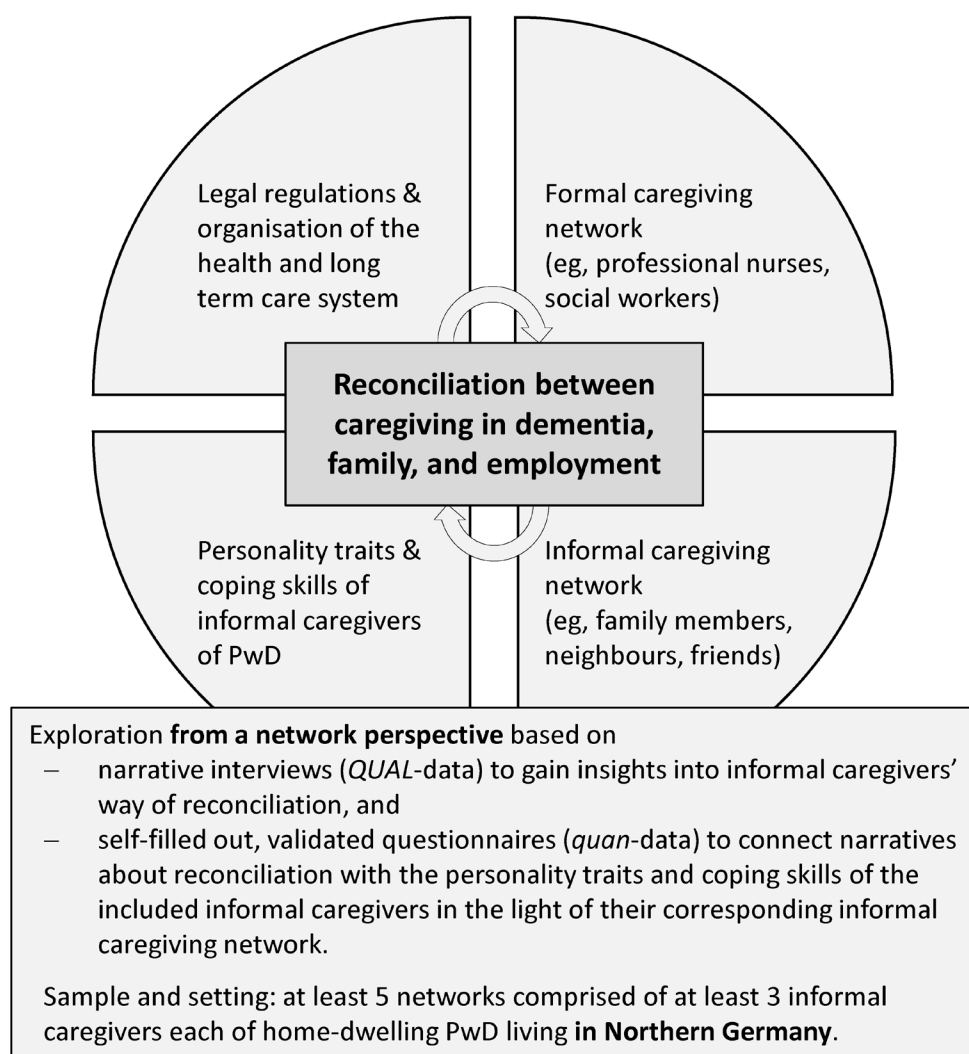 Legal regulations &
organisation of the
health and long
term care system
Formal caregiving
network
(eg, professional nurses,
social workers)
Reconciliation between
caregiving in dementia,
family, and employment
Personality traits &
coping skills of
informal caregivers
of PwD
Informal caregiving
network
(eg, family members,
neighbours, friends)
Exploration from a network perspective based on
– narrative interviews (QUAL-data) to gain insights into informal caregivers’
way of reconciliation, and
– self-filled out, validated questionnaires (quan-data) to connect narratives
about reconciliation with the personality traits and coping skills of the
included informal caregivers in the light of their corresponding informal
caregiving network.
Sample and setting: at least 5 networks comprised of at least 3 informal
caregivers each of home-dwelling PwD living in Northern Germany.